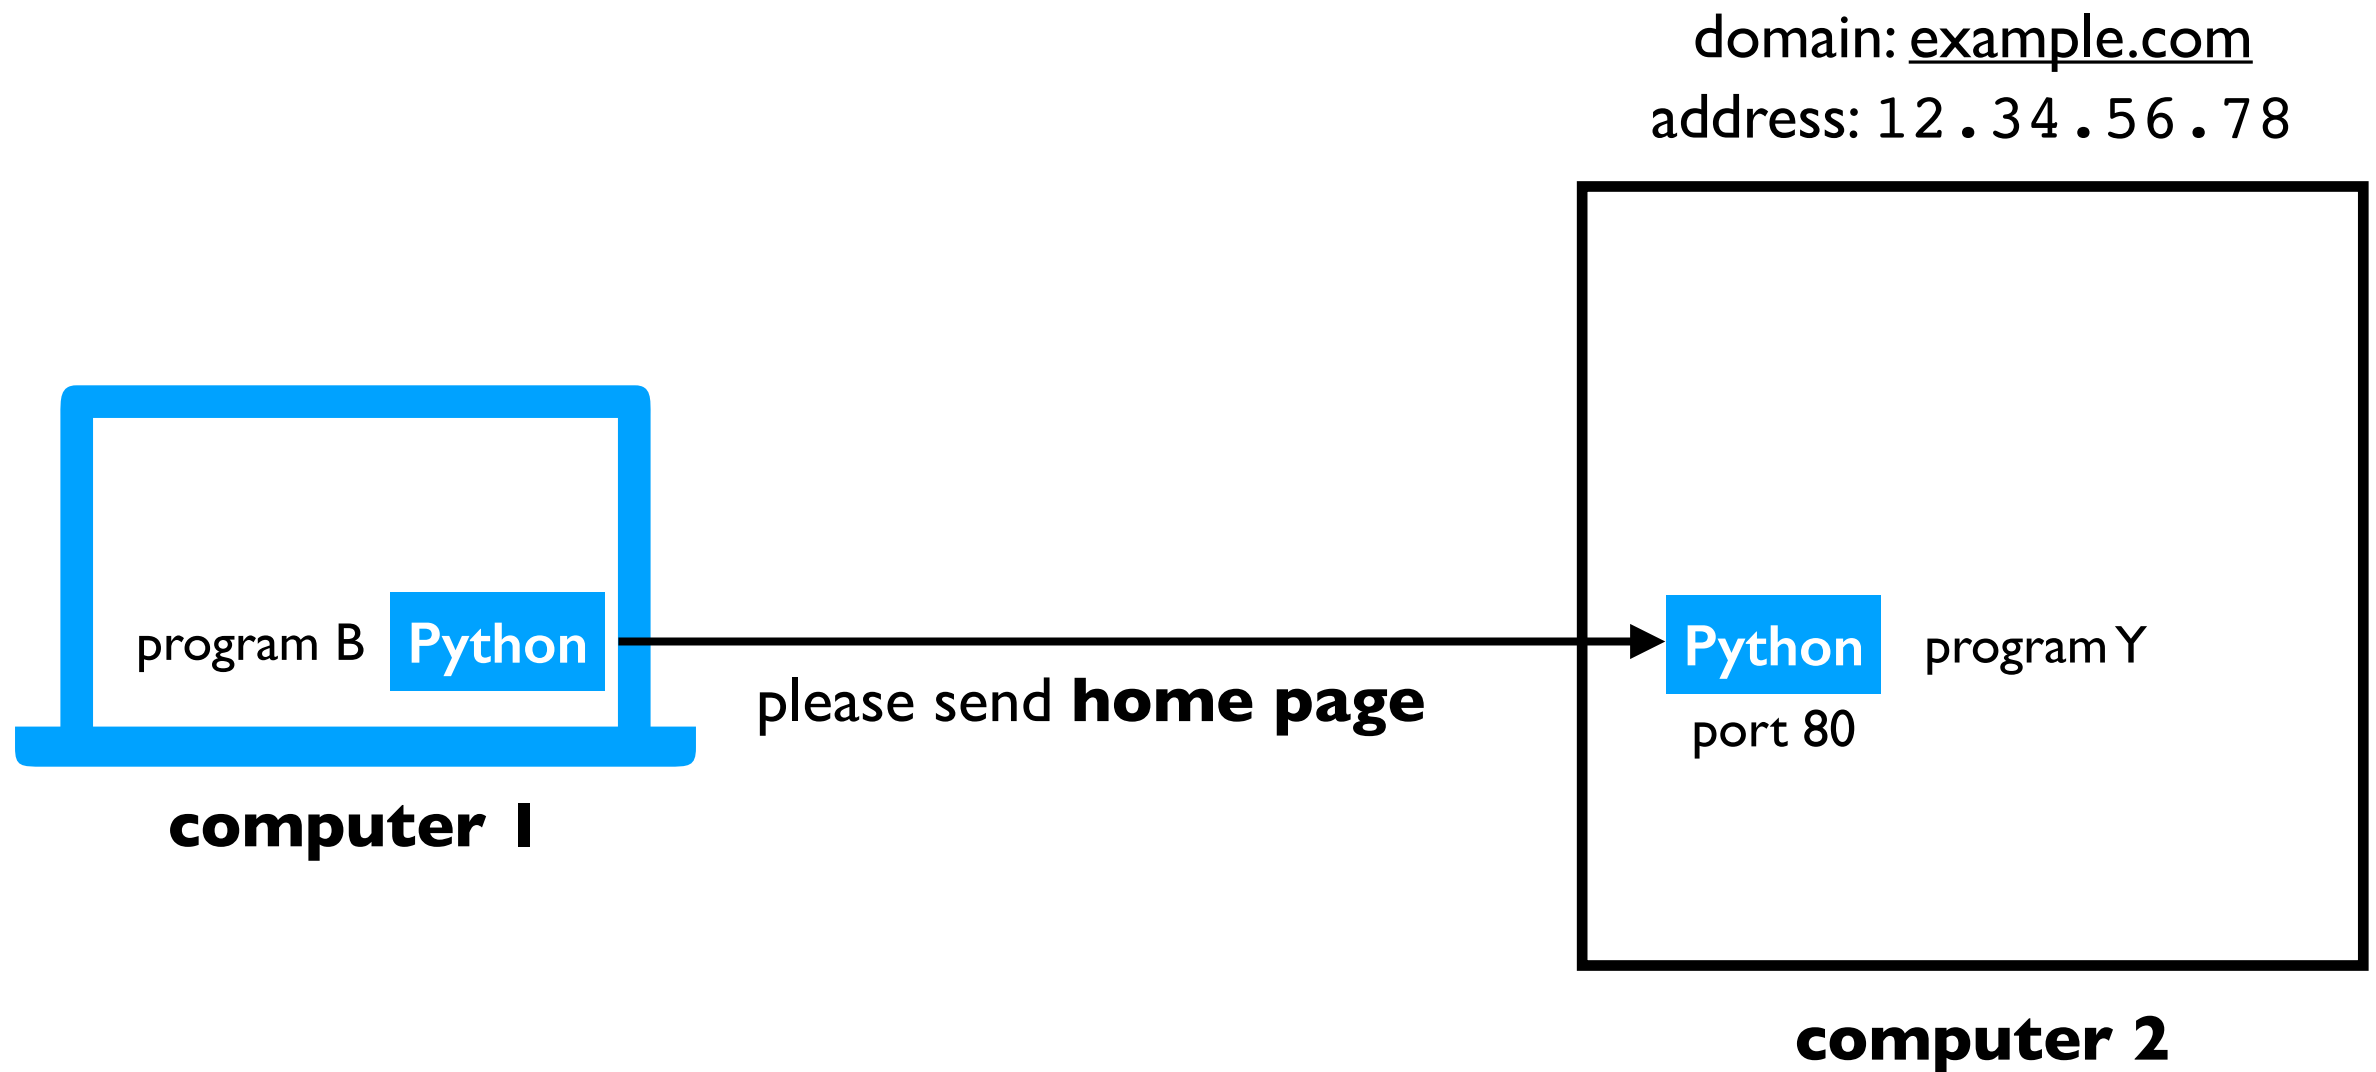 domain: example.com
address: 12.34.56.78
program B
Python
please send home page
Python
program Y
port 80
computer 1
computer 2